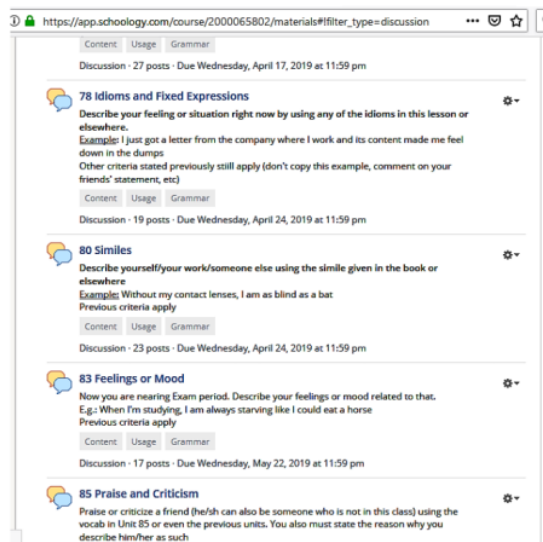 https://app.schoology.com/course/2000065802/materials#!filter_type=discussion
Content Usage Grammar
Discussion · 27 posts · Due Wednesday, April 17, 2019 at 11:59 pm
78 Idioms and Fixed Expressions
Describe your feeling or situation right now by using any of the idioms in this lesson or
elsewhere.
Example: I just got a letter from the company where I work and its content made me feel
down in the dumps
Other criteria stated previously stiill apply (don't copy this example, comment on your
friends' statement, etc)
Content Usage Grammar
Discussion · 19 posts · Due Wednesday, April 24, 2019 at 11:59 pm
80 Similes
Describe yourself/your work/someone else using the simile given in the book or
elsewhere
Example: Without my contact lenses, I am as blind as a bat
Previous criteria apply
Content Usage Grammar
Discussion · 23 posts · Due Wednesday, April 24, 2019 at 11:59 pm
83 Feelings or Mood
Now you are nearing Exam period. Describe your feelings or mood related to that.
E.g.: When I'm studying, I am always starving like I could eat a horse
Previous criteria apply
Content Usage Grammar
Discussion · 17 posts · Due Wednesday, May 22, 2019 at 11:59 pm
85 Praise and Criticism
Praise or criticize a friend (he/sh can also be someone who is not in this class) using the
vocab in Unit 85 or even the previous units. You also must state the reason why you
describe him/her as such